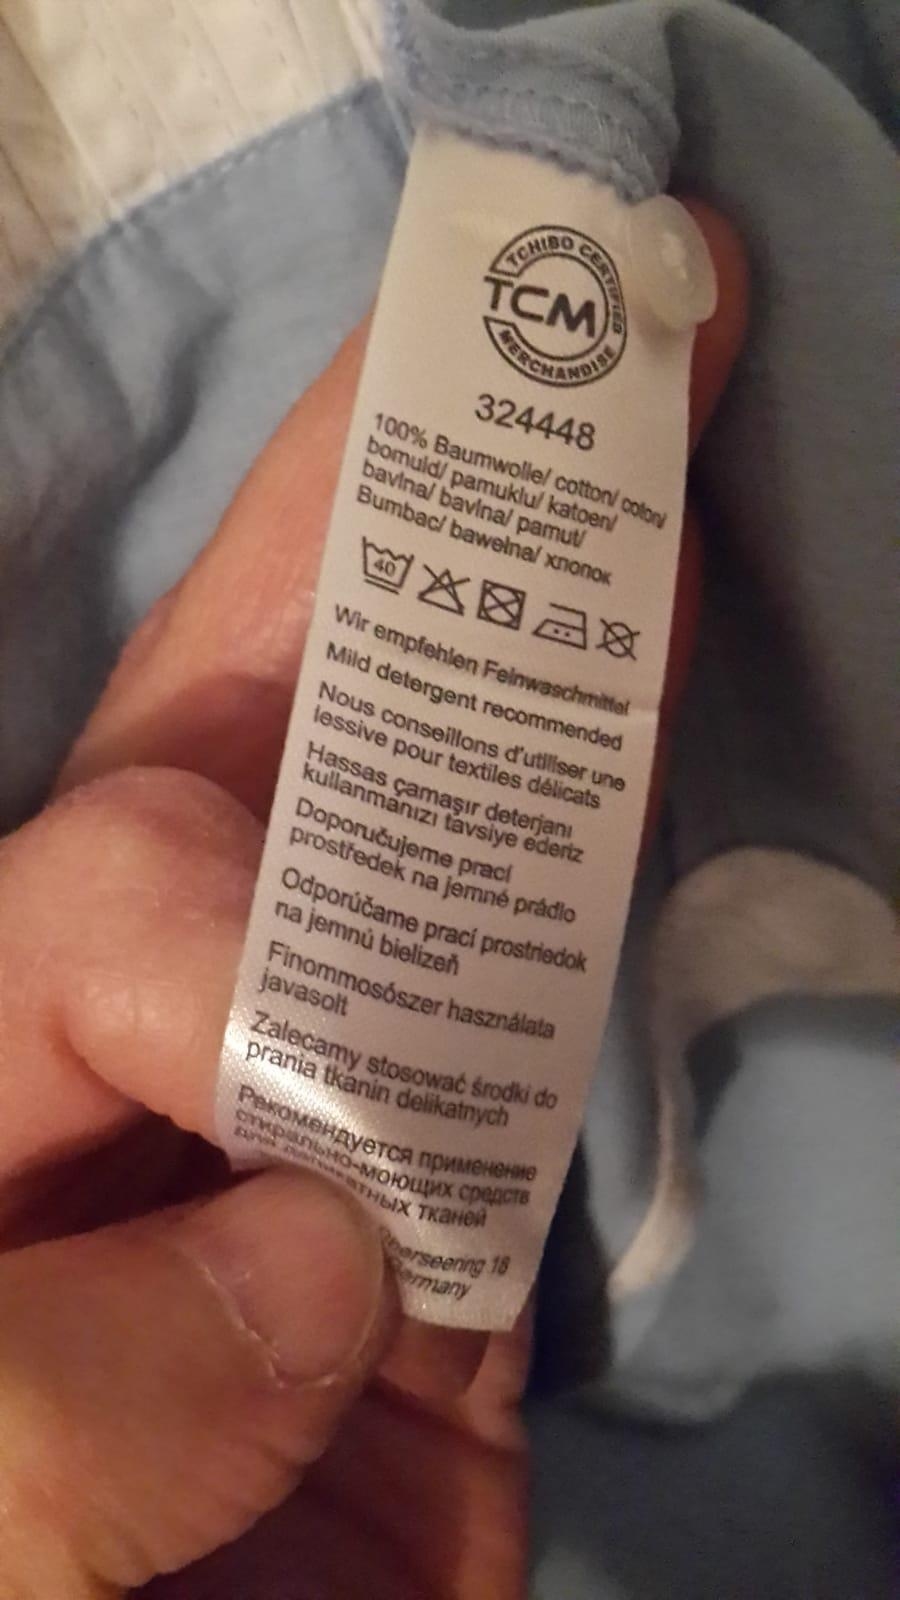 TCHIBO CERTIFIED
TCM
MERCHANDISE
324448
100% Baumwolle/ cotton/ coton/
bomuld/ pamuklu/ katoen/
bavlna/ bavlna/ pamut/
Bumbac/ bawełna/ хлопок
40
Wir empfehlen Feinwaschmittel
Mild detergent recommended
Nous conseillons d'utiliser une
lessive pour textiles délicats
Hassas çamaşır deterjanı
kullanmanızı tavsiye ederiz
Doporučujeme prací
prostředek na jemné prádlo
Odporúčame prací prostriedok
na jemnú bielizeň
Finommosószer használata
javasolt
Zalecamy stosować środki do
prania tkanin delikatnych
Рекомендуется применение
стирально-моющих средств
для тканей
18